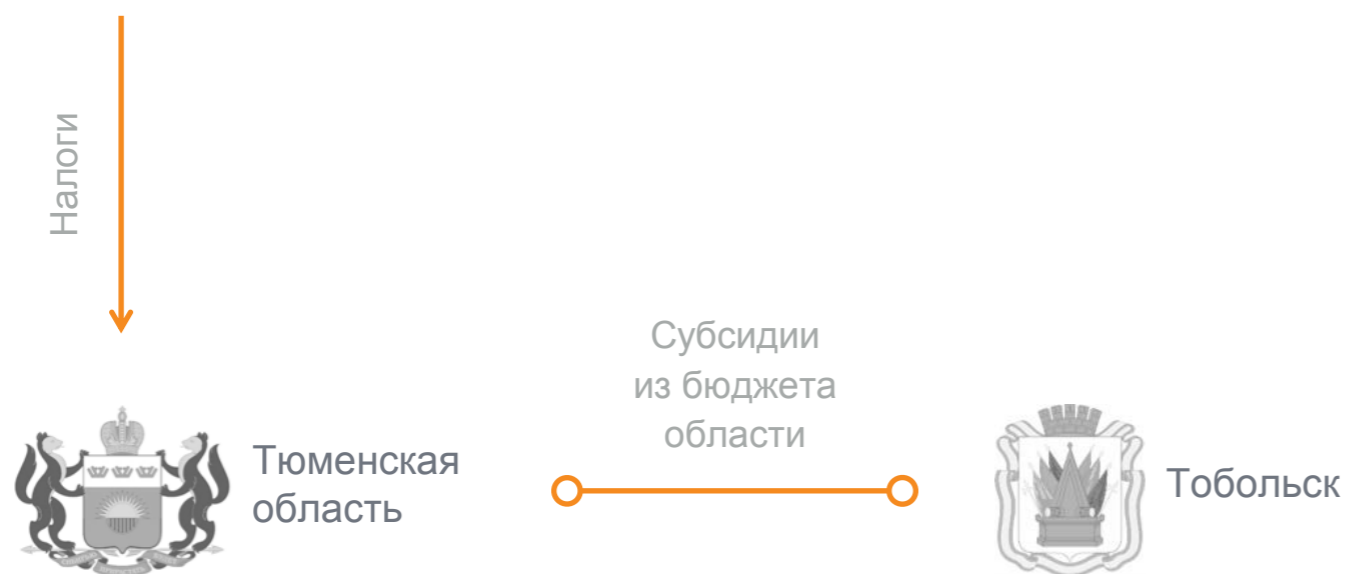 Налоги
Субсидии
из бюджета
области
Тюменская
область
Тобольск